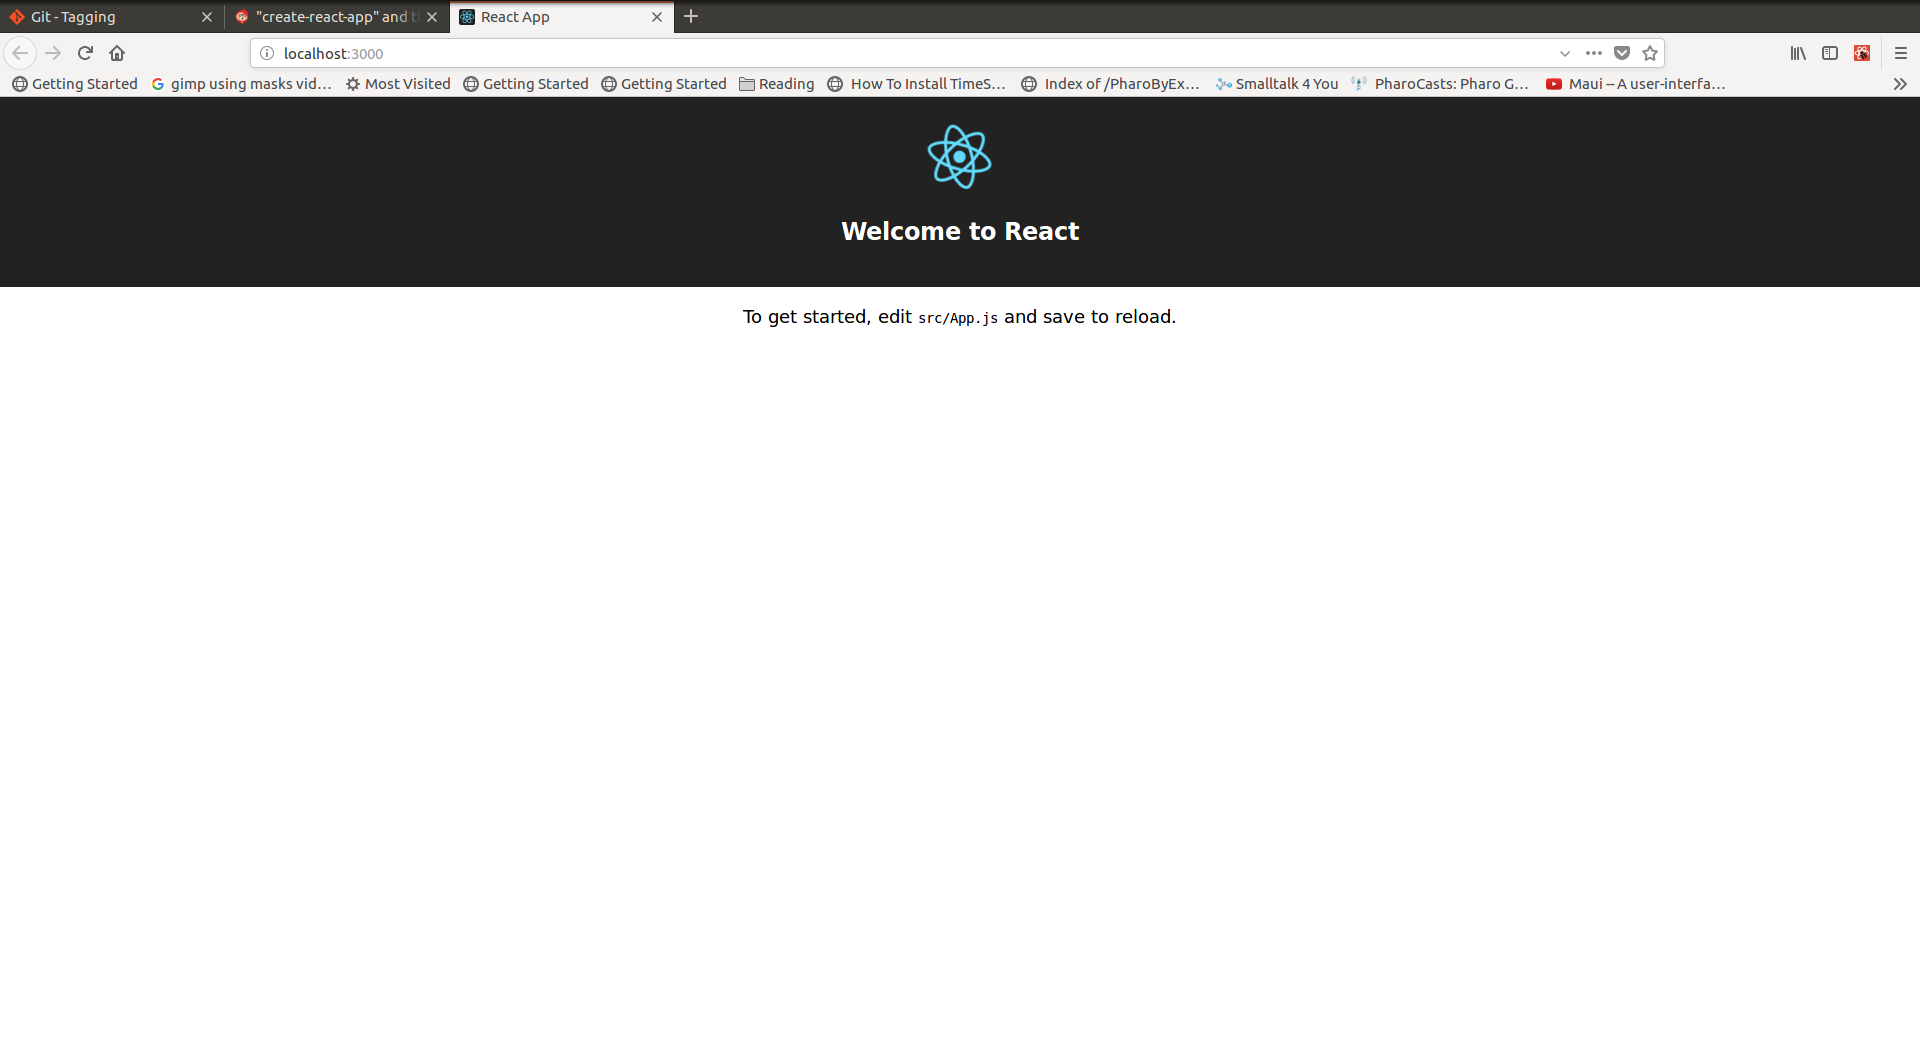 Git - Tagging
"create-react-app" and
React App
localhost:3000
Getting Started
gimp using masks vid...
Most Visited
Getting Started
Getting Started
Reading
How To Install TimeS...
Index of /PharoByEx...
Smalltalk 4 You
PharoCasts: Pharo G...
Maui -- A user-interfa...
Welcome to React
To get started, edit src/App.js and save to reload.